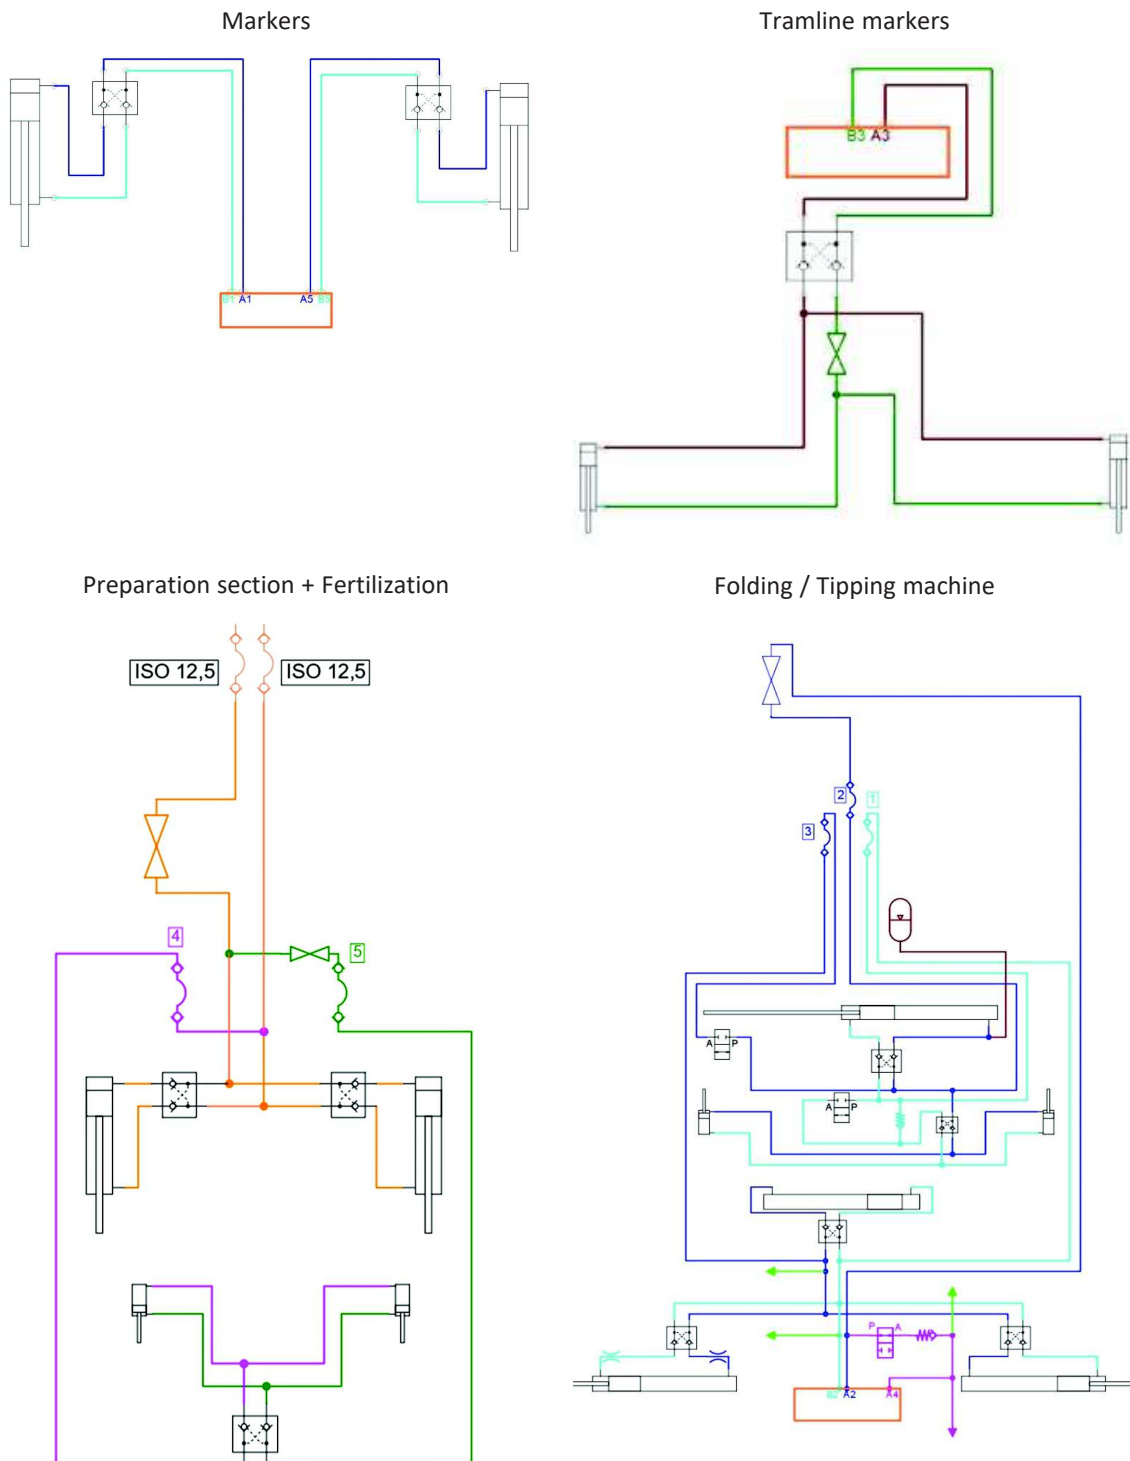 Markers
B1 A1
A5 B5
Tramline markers
B3 A3
Preparation section + Fertilization
ISO 12,5
ISO 12,5
4
5
Folding / Tipping machine
2
1
3
A P
A P
P A
B2 A2
A4